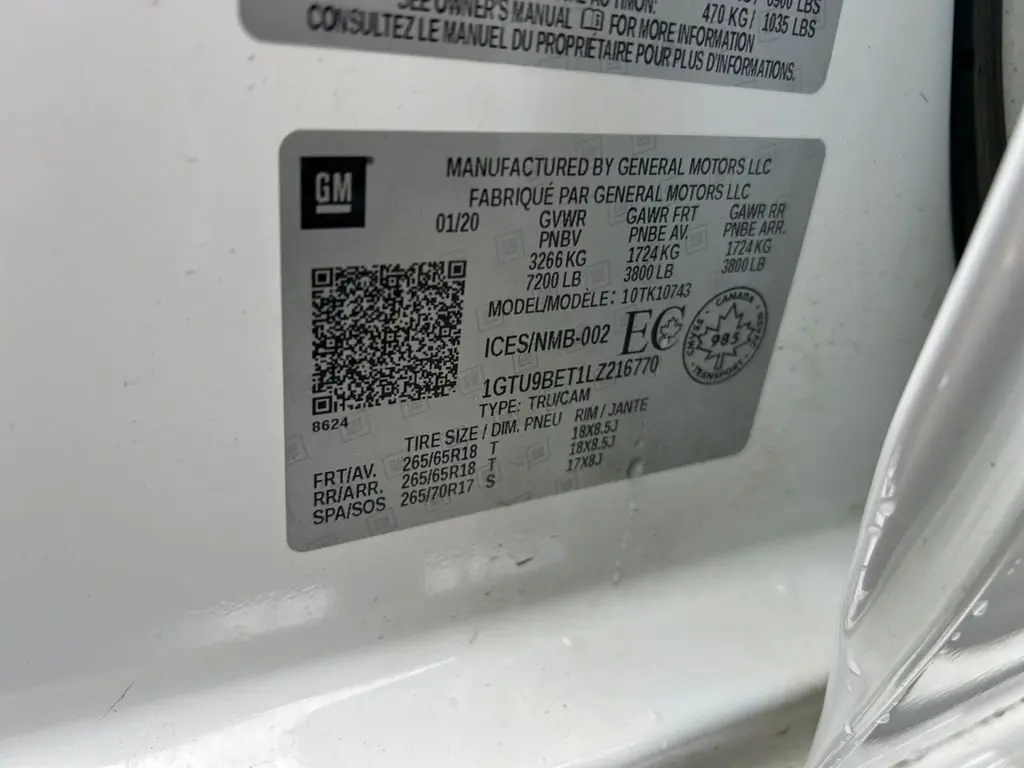 470 KG / 1035 LBS
SEE OWNER'S MANUAL FOR MORE INFORMATION
CONSULTEZ LE MANUEL DU PROPRIETAIRE POUR PLUS D'INFORMATIONS.
GM
MANUFACTURED BY GENERAL MOTORS LLC
FABRIQUÉ PAR GENERAL MOTORS LLC
01/20 GVWR GAWR FRT GAWR RR
PNBV PNBE AV. PNBE ARR.
3266 KG 1724 KG 1724 KG
7200 LB 3800 LB 3800 LB
MODEL/MODÈLE: 10TK10743
ICES/NMB-002 EC
CANADA
985
TRANSPORT
1GTU9BET1LZ216770
TYPE: TRU/CAM
8624
TIRE SIZE / DIM. PNEU RIM / JANTE
FRT/AV. 265/65R18 T 18X8.5J
RR/ARR. 265/65R18 T 18X8.5J
SPA/SOS 265/70R17 S 17X8J